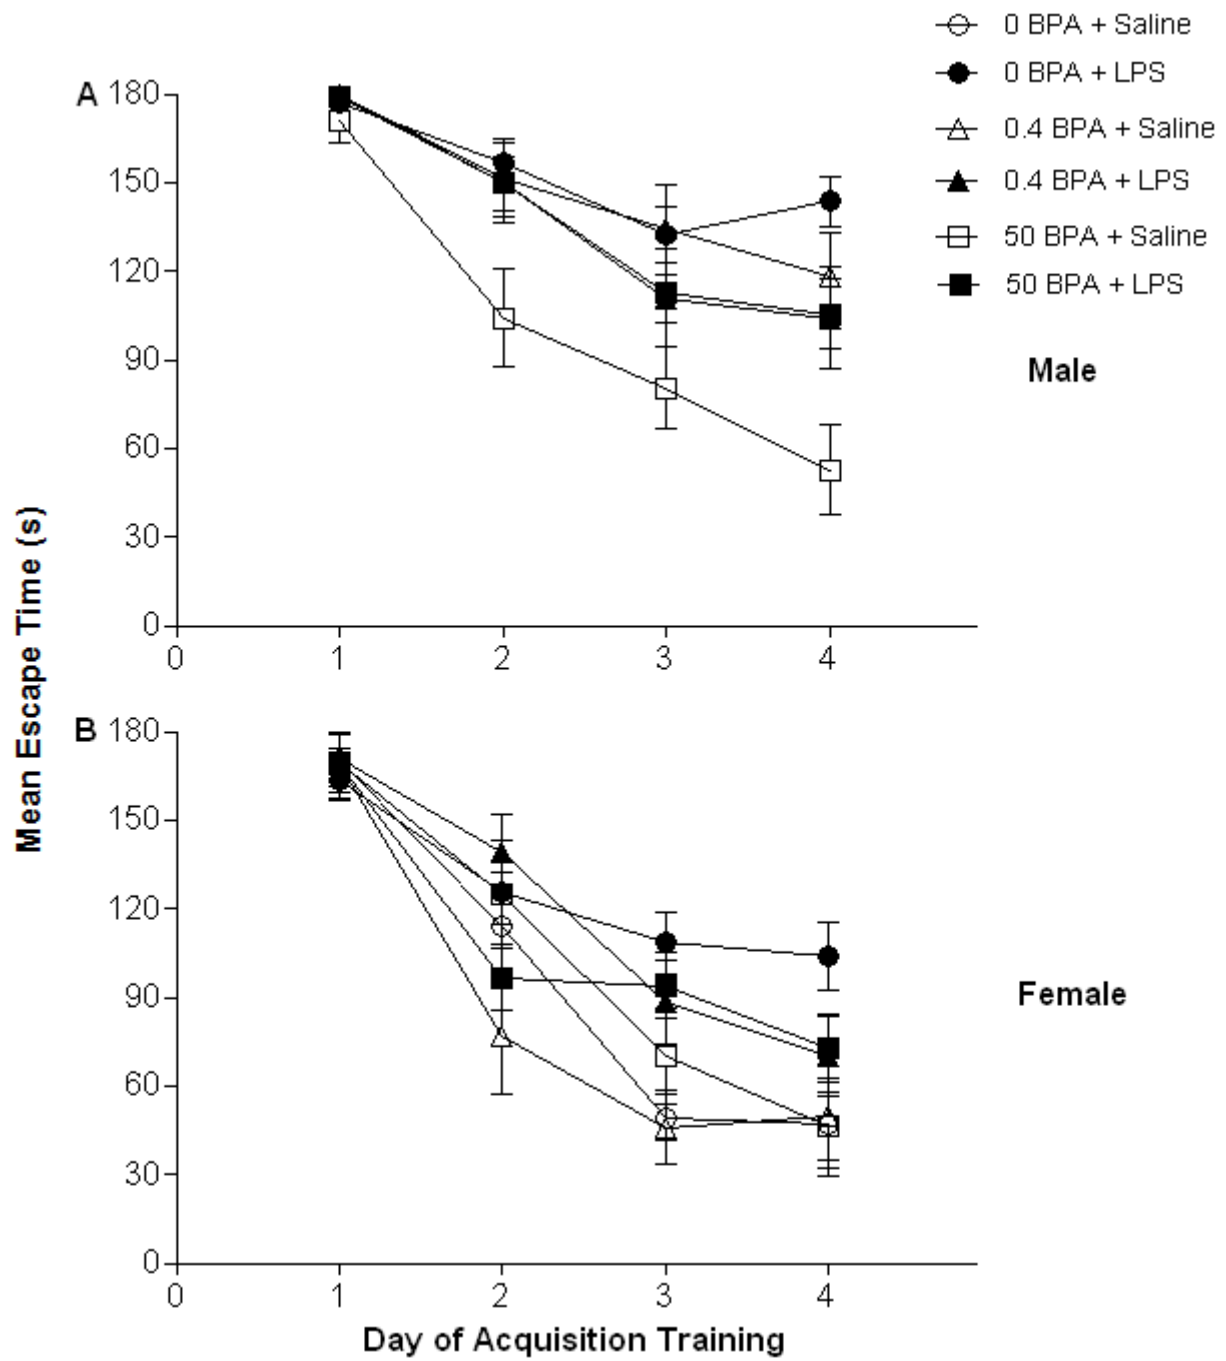 0 BPA + Saline
0 BPA + LPS
0.4 BPA + Saline
0.4 BPA + LPS
50 BPA + Saline
50 BPA + LPS
A
180
150
120
90
60
30
0
0 1 2 3 4
Male
Mean Escape Time (s)
B
180
150
120
90
60
30
0
0 1 2 3 4
Female
Day of Acquisition Training